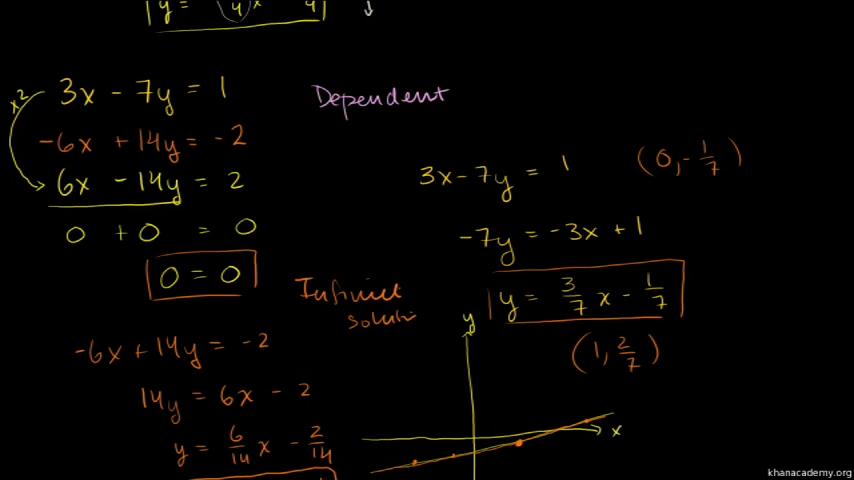 3x - 7y = 1
-6x + 14y = -2
x2
6x - 14y = 2
0 + 0 = 0
0 = 0
Dependent
3x - 7y = 1
(0, -1/7)
-7y = -3x + 1
y = 3/7 x - 1/7
(1, 2/7)
-6x + 14y = -2
14y = 6x - 2
y = 6/14 x - 2/14
y
x
khanacademy.org